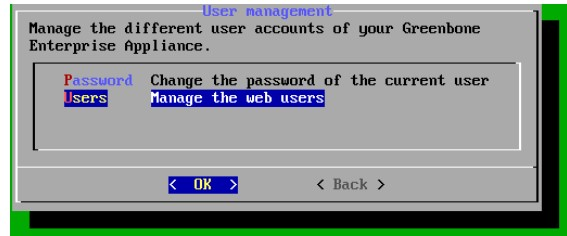 User management
Manage the different user accounts of your Greenbone
Enterprise Appliance.
Password Change the password of the current user
Users Manage the web users
< OK > < Back >